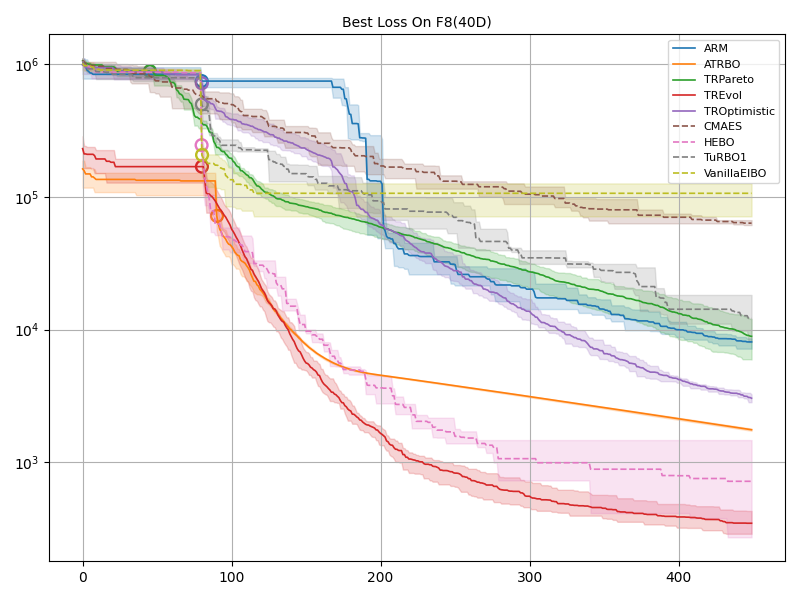 Best Loss On F8(40D)
ARM
ATRBO
TRPareto
TREvol
TROptimistic
CMAES
HEBO
TuRBO1
VanillaEIBO
10^6
10^5
10^4
10^3
0 100 200 300 400